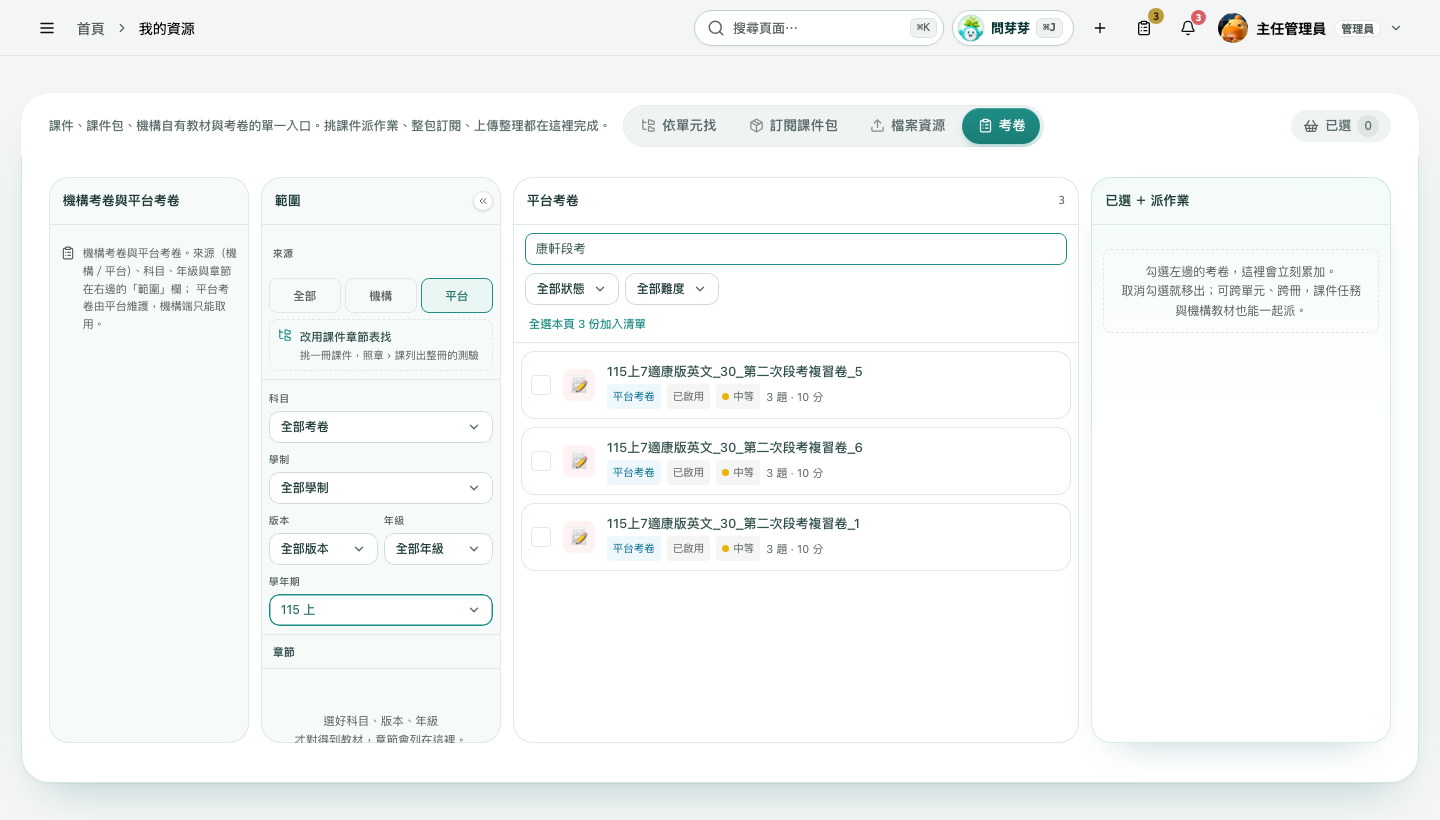 首頁 › 我的資源
搜尋頁面… ⌘K
問芽芽 ⌘J
3
3
主任管理員 管理員
課件、課件包、機構自有教材與考卷的單一入口。挑課件派作業、整包訂閱、上傳整理都在這裡完成。
依單元找
訂閱課件包
檔案資源
考卷
已選 0
機構考卷與平台考卷
機構考卷與平台考卷。來源（機
構 / 平台）、科目、年級與章節
在右邊的「範圍」欄； 平台考
卷由平台維護，機構端只能取
用。
範圍
來源
全部
機構
平台
改用課件章節表找
挑一冊課件，照章 › 課列出整冊的測驗
科目
全部考卷
學制
全部學制
版本 年級
全部版本 全部年級
學年期
115 上
章節
選好科目、版本、年級
才對得到教材，章節會列在這裡。
平台考卷 3
康軒段考
全部狀態 全部難度
全選本頁 3 份加入清單
115上7適康版英文_30_第二次段考複習卷_5
平台考卷 已啟用 中等 3 題 · 10 分
115上7適康版英文_30_第二次段考複習卷_6
平台考卷 已啟用 中等 3 題 · 10 分
115上7適康版英文_30_第二次段考複習卷_1
平台考卷 已啟用 中等 3 題 · 10 分
已選 ＋ 派作業
勾選左邊的考卷，這裡會立刻累加。
取消勾選就移出；可跨單元、跨冊，課件任務
與機構教材也能一起派。